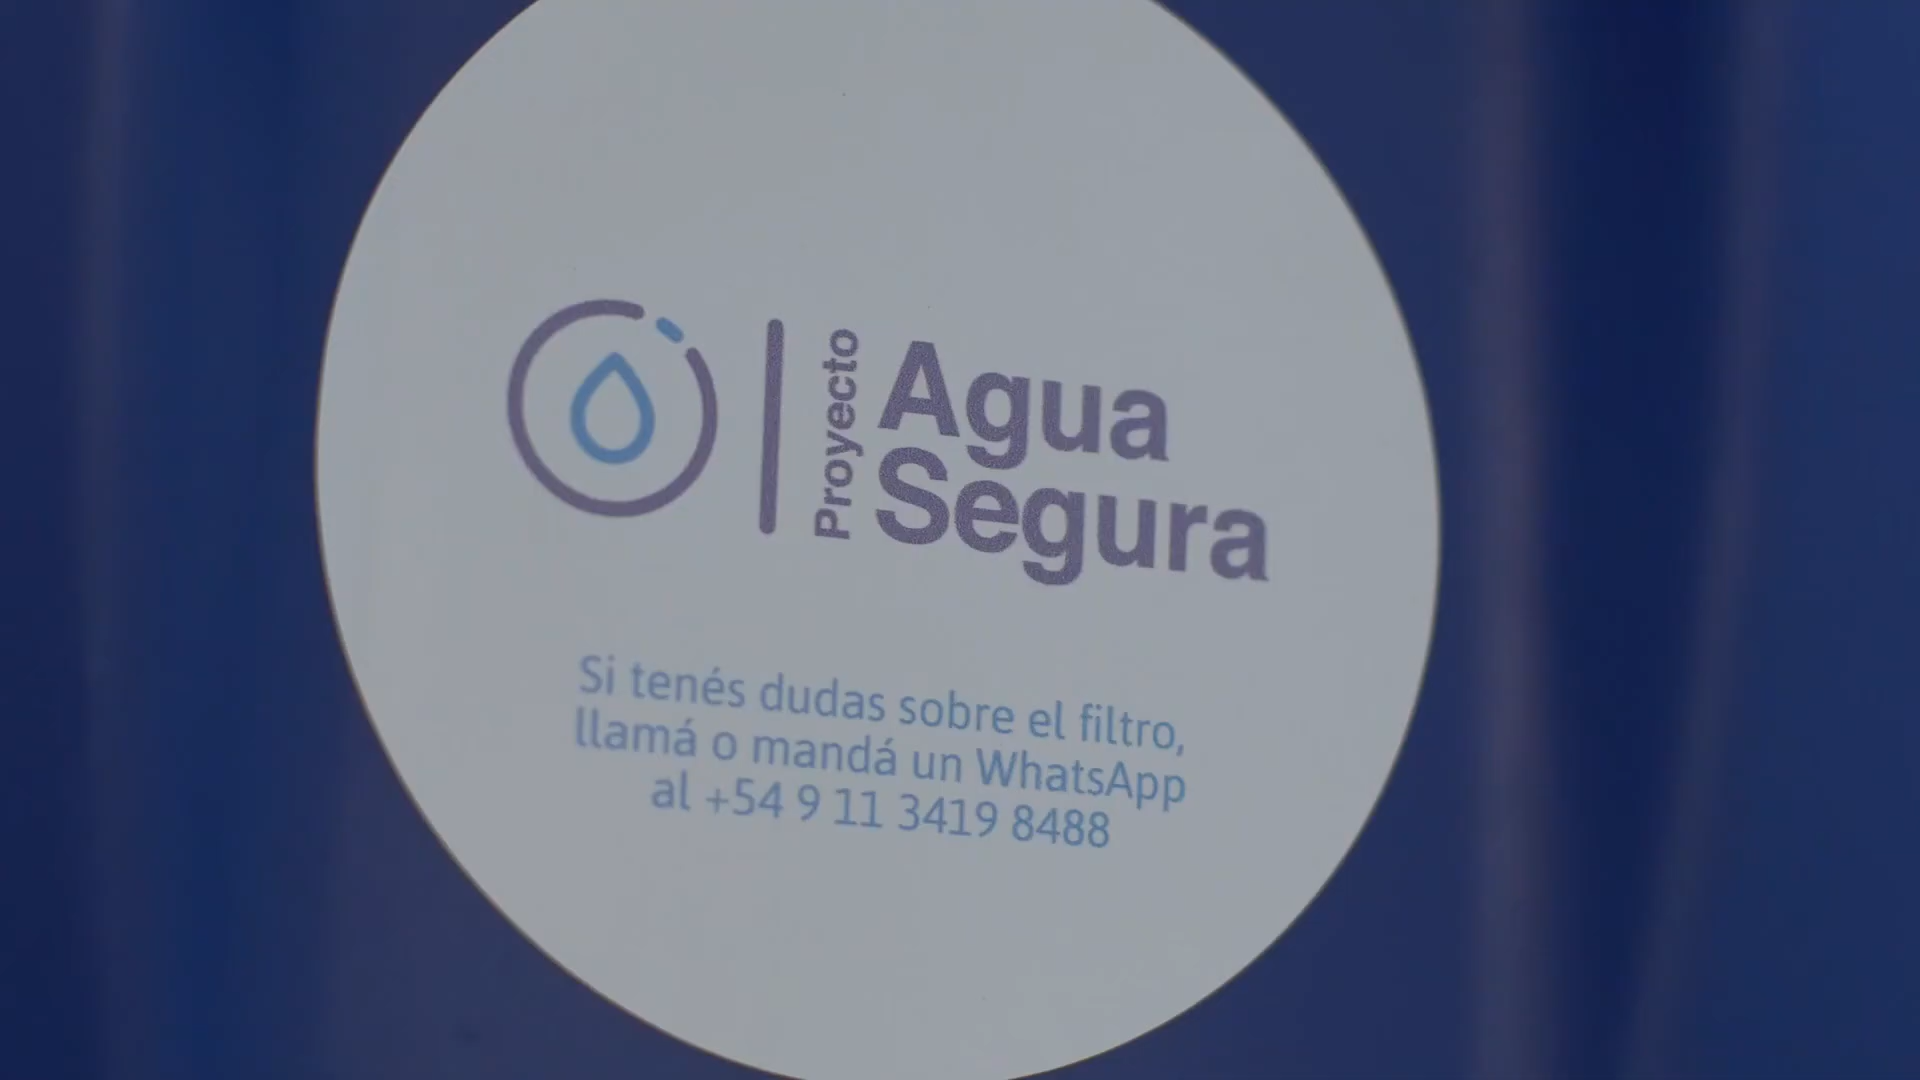 Proyecto
Agua
Segura
Si tenés dudas sobre el filtro,
llamá o mandá un WhatsApp
al +54 9 11 3419 8488